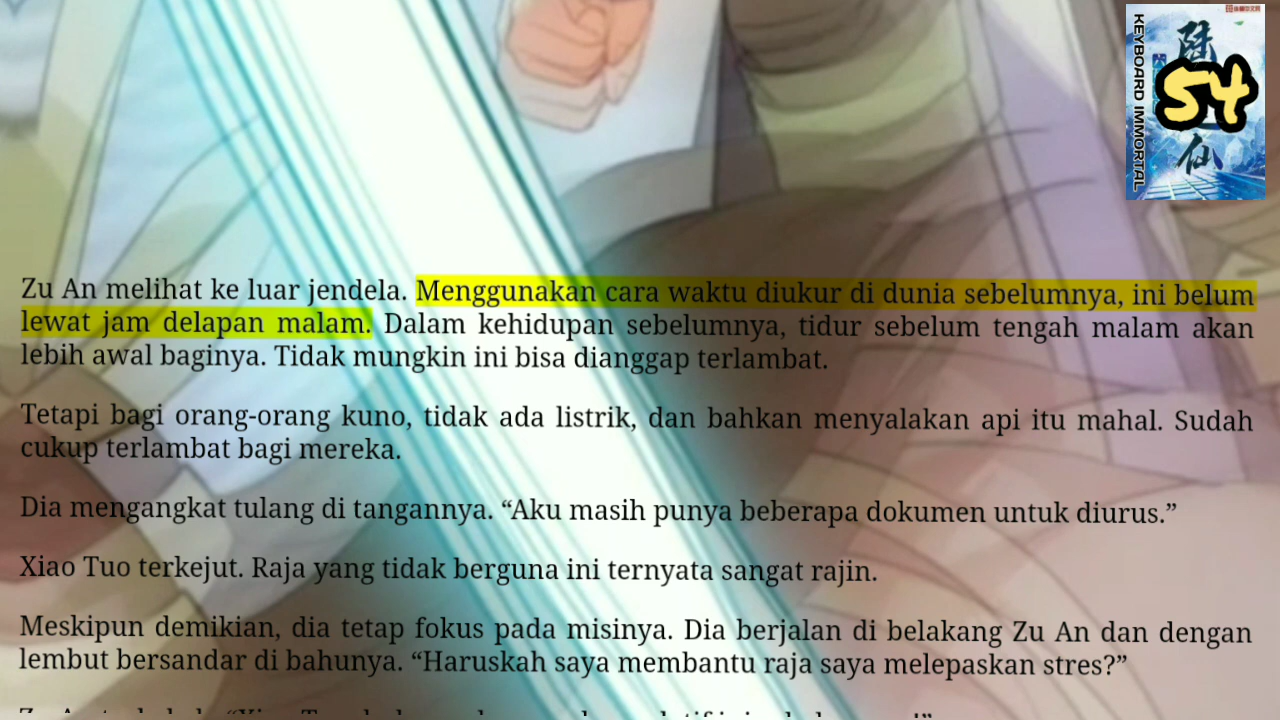 KEYBOARD IMMORTAL
陆
仙
54
Zu An melihat ke luar jendela. Menggunakan cara waktu diukur di dunia sebelumnya, ini belum
lewat jam delapan malam. Dalam kehidupan sebelumnya, tidur sebelum tengah malam akan
lebih awal baginya. Tidak mungkin ini bisa dianggap terlambat.
Tetapi bagi orang-orang kuno, tidak ada listrik, dan bahkan menyalakan api itu mahal. Sudah
cukup terlambat bagi mereka.
Dia mengangkat tulang di tangannya. “Aku masih punya beberapa dokumen untuk diurus.”
Xiao Tuo terkejut. Raja yang tidak berguna ini ternyata sangat rajin.
Meskipun demikian, dia tetap fokus pada misinya. Dia berjalan di belakang Zu An dan dengan
lembut bersandar di bahunya. “Haruskah saya membantu raja saya melepaskan stres?”